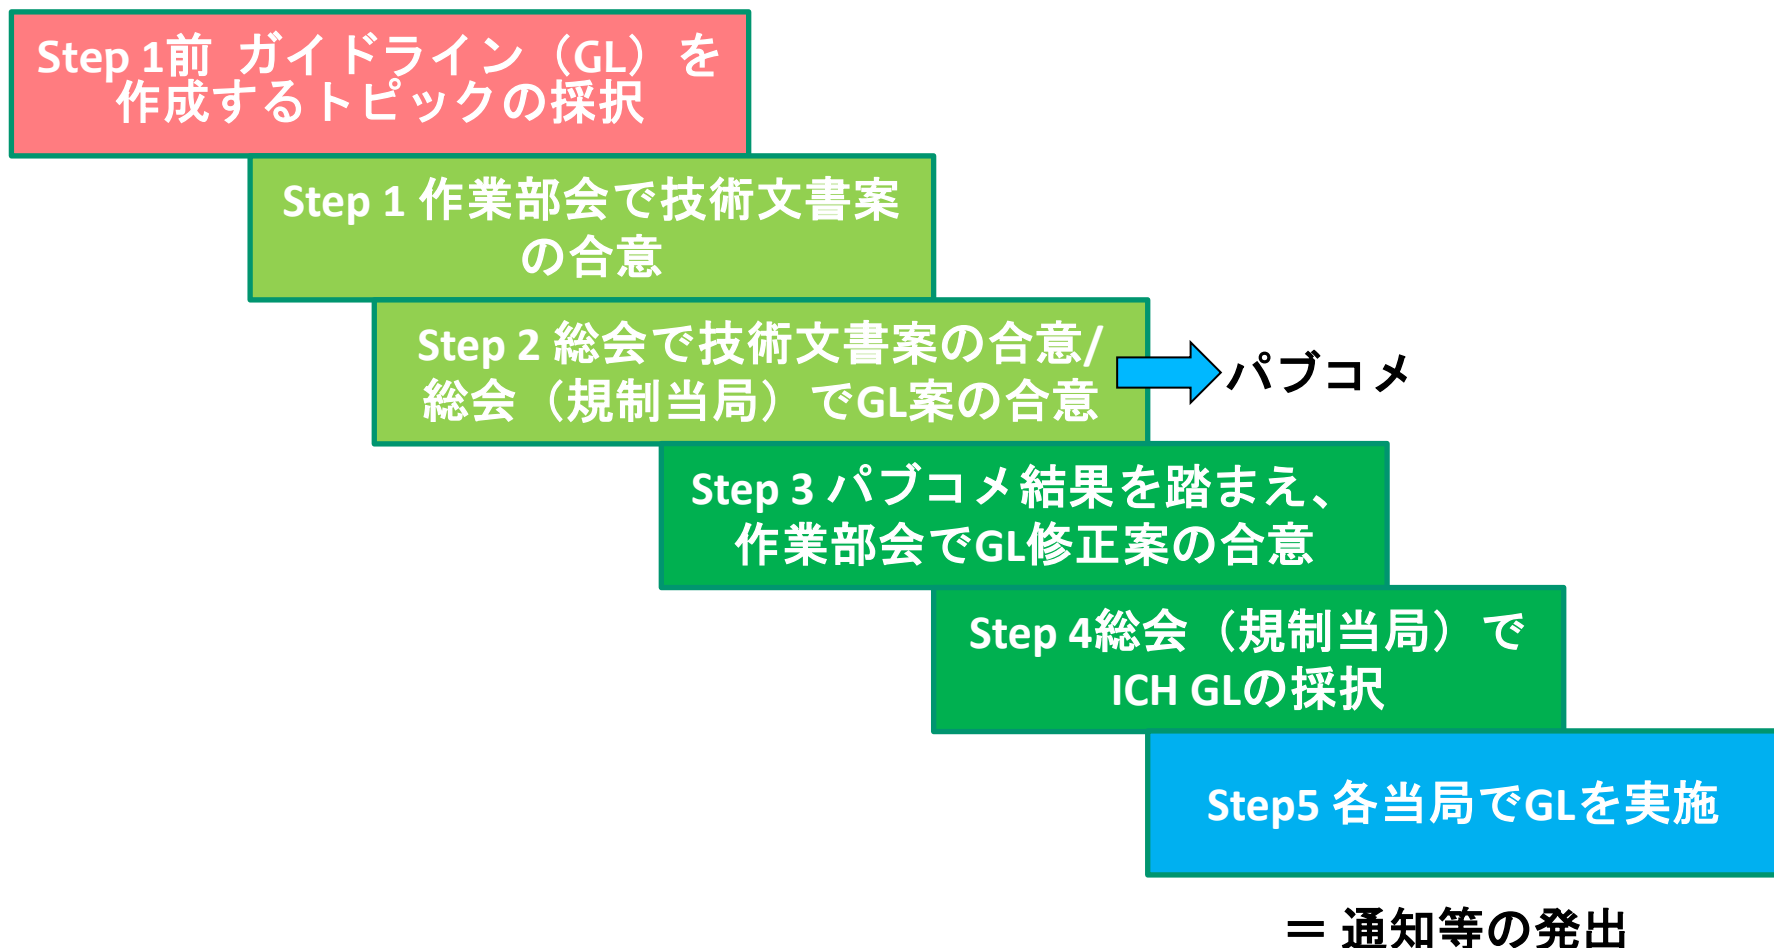 Step 1前 ガイドライン（GL）を
作成するトピックの採択
Step 1 作業部会で技術文書案
の合意
Step 2 総会で技術文書案の合意/
総会（規制当局）でGL案の合意
パブコメ
Step 3 パブコメ結果を踏まえ、
作業部会でGL修正案の合意
Step 4総会（規制当局）で
ICH GLの採択
Step5 各当局でGLを実施
＝ 通知等の発出